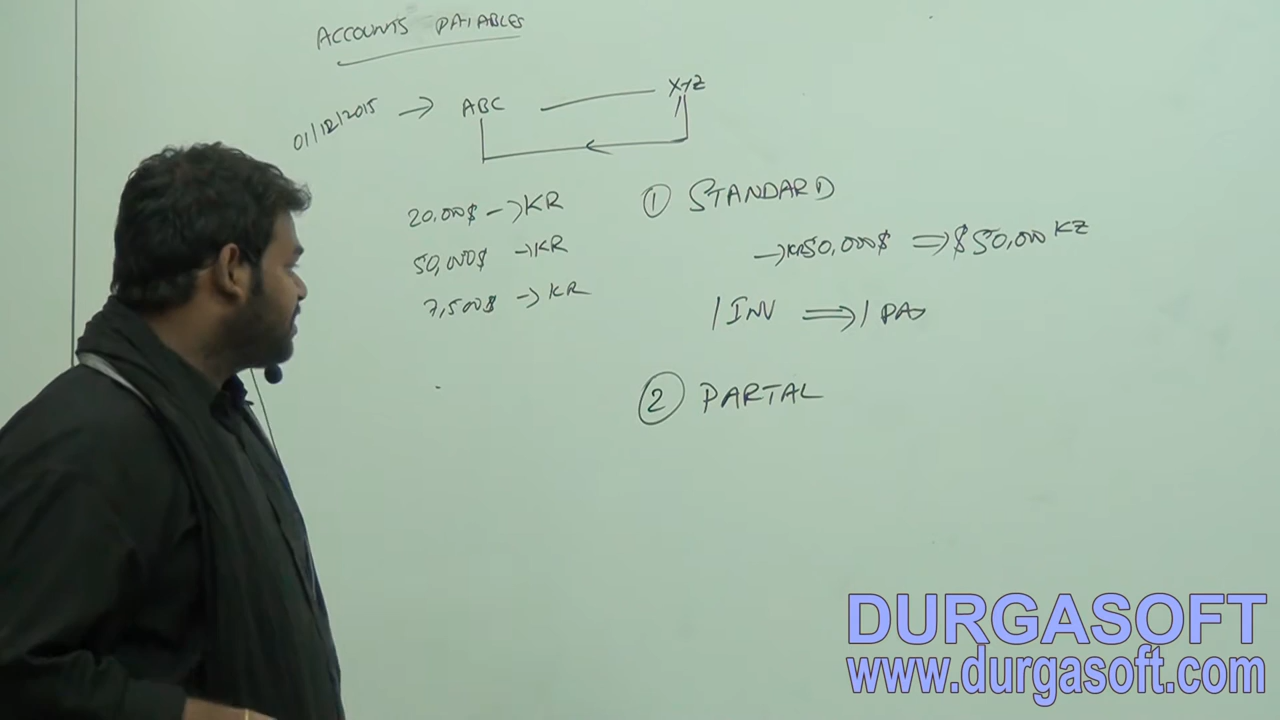 ACCOUNTS PAYABLES
01/12/2015 → ABC — XYZ
20,000$ → KR
50,000$ → KR
7,500$ → KR
① STANDARD
→ KR50,000$ ⇒ $50,000 KZ
1 INV ⇒ 1 PAY
② PARTAL
DURGASOFT
www.durgasoft.com